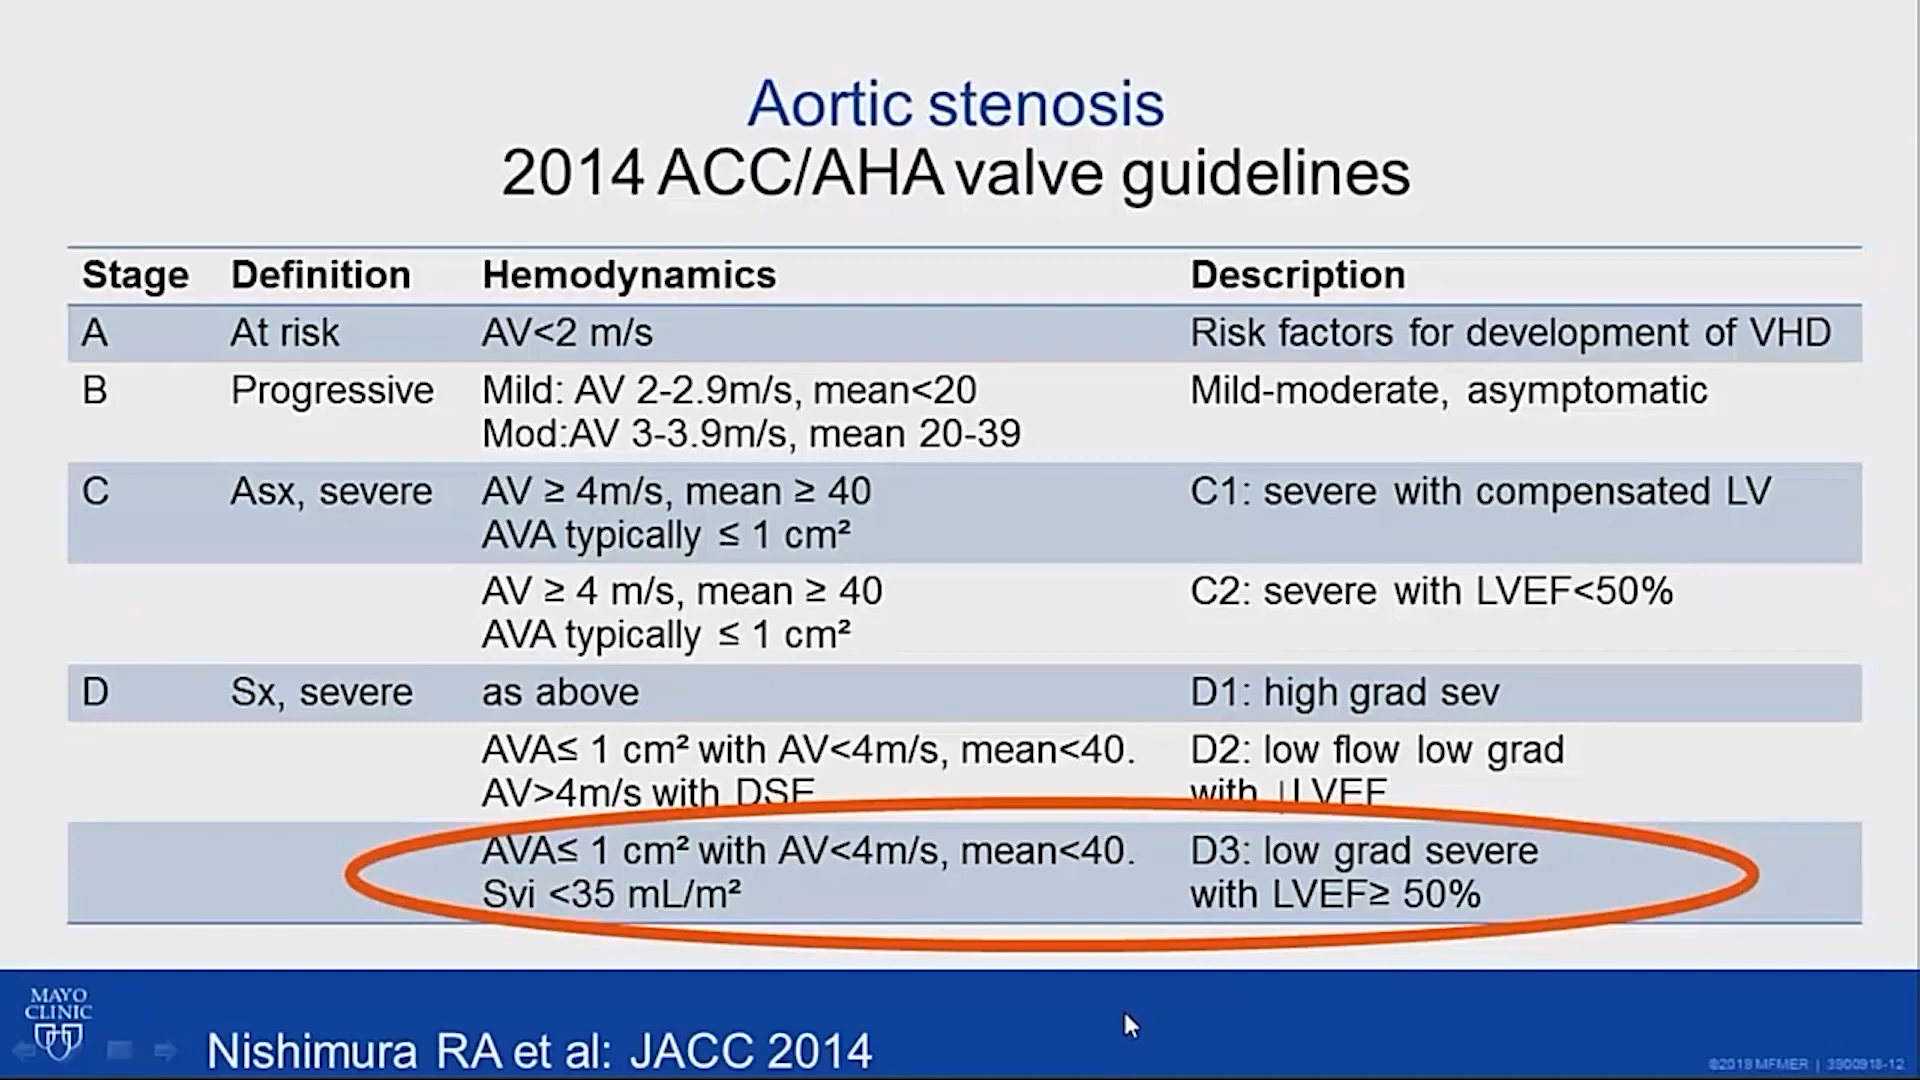 Aortic stenosis
2014 ACC/AHA valve guidelines
Stage Definition Hemodynamics Description
A At risk AV<2 m/s Risk factors for development of VHD
B Progressive Mild: AV 2-2.9m/s, mean<20 Mild-moderate, asymptomatic
Mod:AV 3-3.9m/s, mean 20-39
C Asx, severe AV ≥ 4m/s, mean ≥ 40 C1: severe with compensated LV
AVA typically ≤ 1 cm²
AV ≥ 4 m/s, mean ≥ 40 C2: severe with LVEF<50%
AVA typically ≤ 1 cm²
D Sx, severe as above D1: high grad sev
AVA≤ 1 cm² with AV<4m/s, mean<40. D2: low flow low grad
AV>4m/s with DSE with ↓LVEF
AVA≤ 1 cm² with AV<4m/s, mean<40. D3: low grad severe
Svi <35 mL/m² with LVEF≥ 50%
MAYO
CLINIC
Nishimura RA et al: JACC 2014
©2019 MFMER | 3900918-12